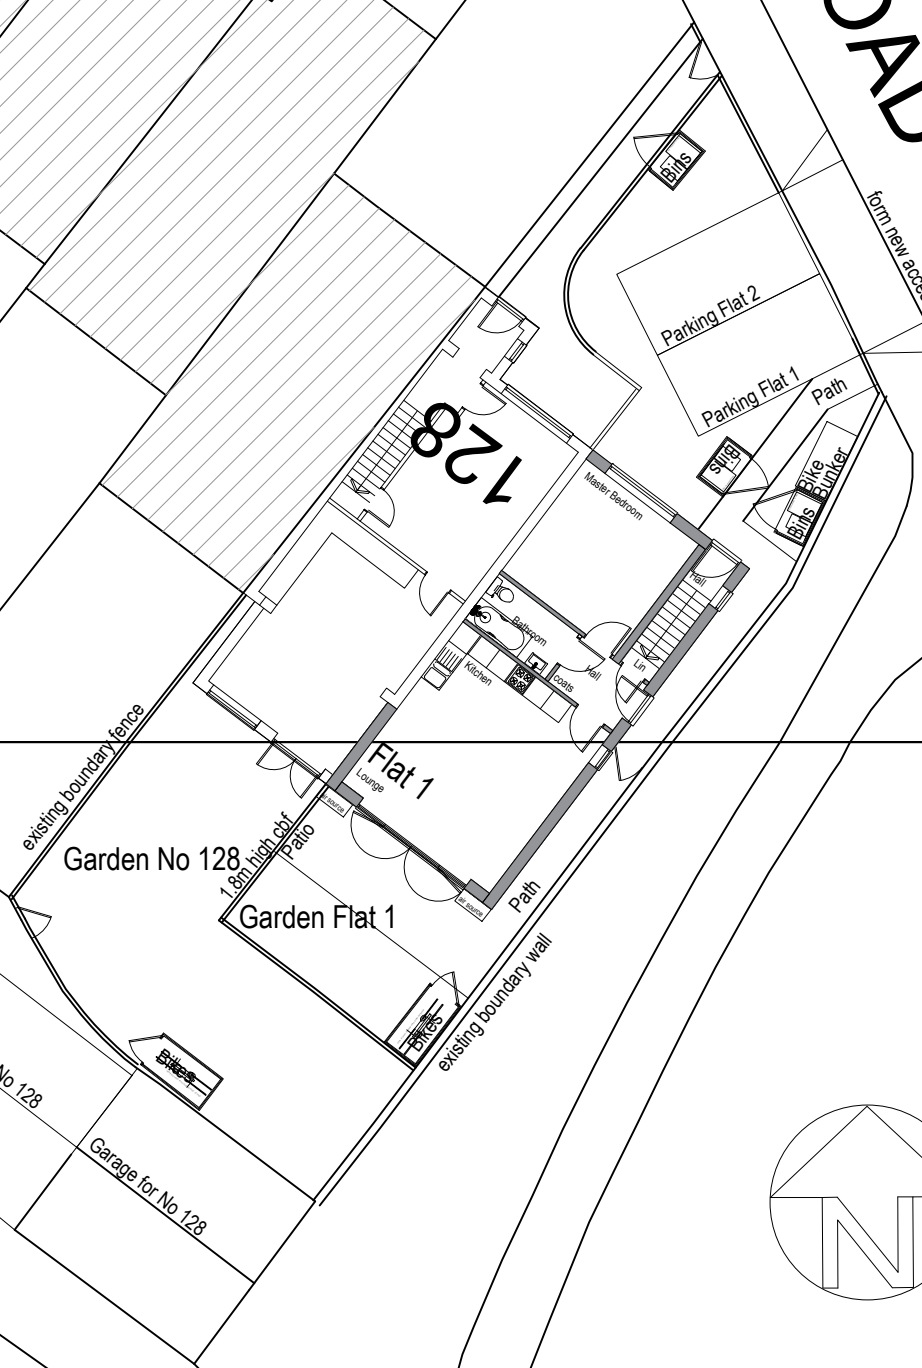 OAD
Bins
form new acce
Parking Flat 2
Parking Flat 1
Path
128
Bins
Bike
Bunker
Bins
Master Bedroom
Hall
Bathroom
Lin
Hall
Kitchen
coats
Flat 1
Lounge
existing boundary fence
air source
1.8m high cbf
Patio
Garden No 128
Garden Flat 1
air source
Path
existing boundary wall
Bikes
Bikes
No 128
Garage for No 128
N